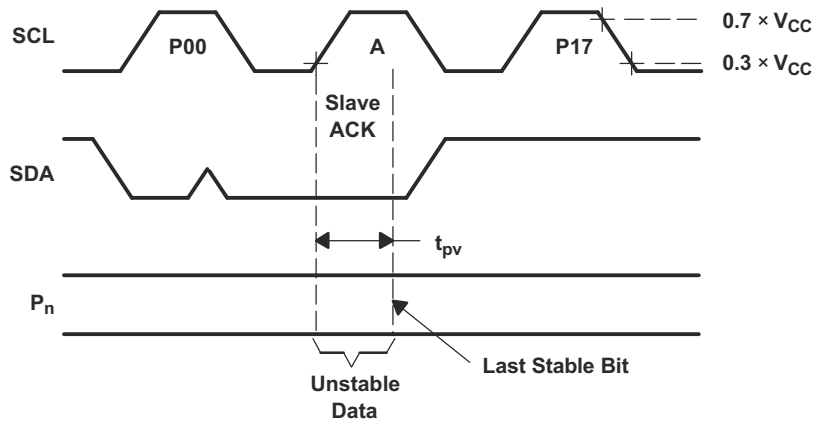 SCL
P00
A
P17
0.7 × VCC
0.3 × VCC
Slave
ACK
SDA
tpv
Pn
Unstable
Data
Last Stable Bit